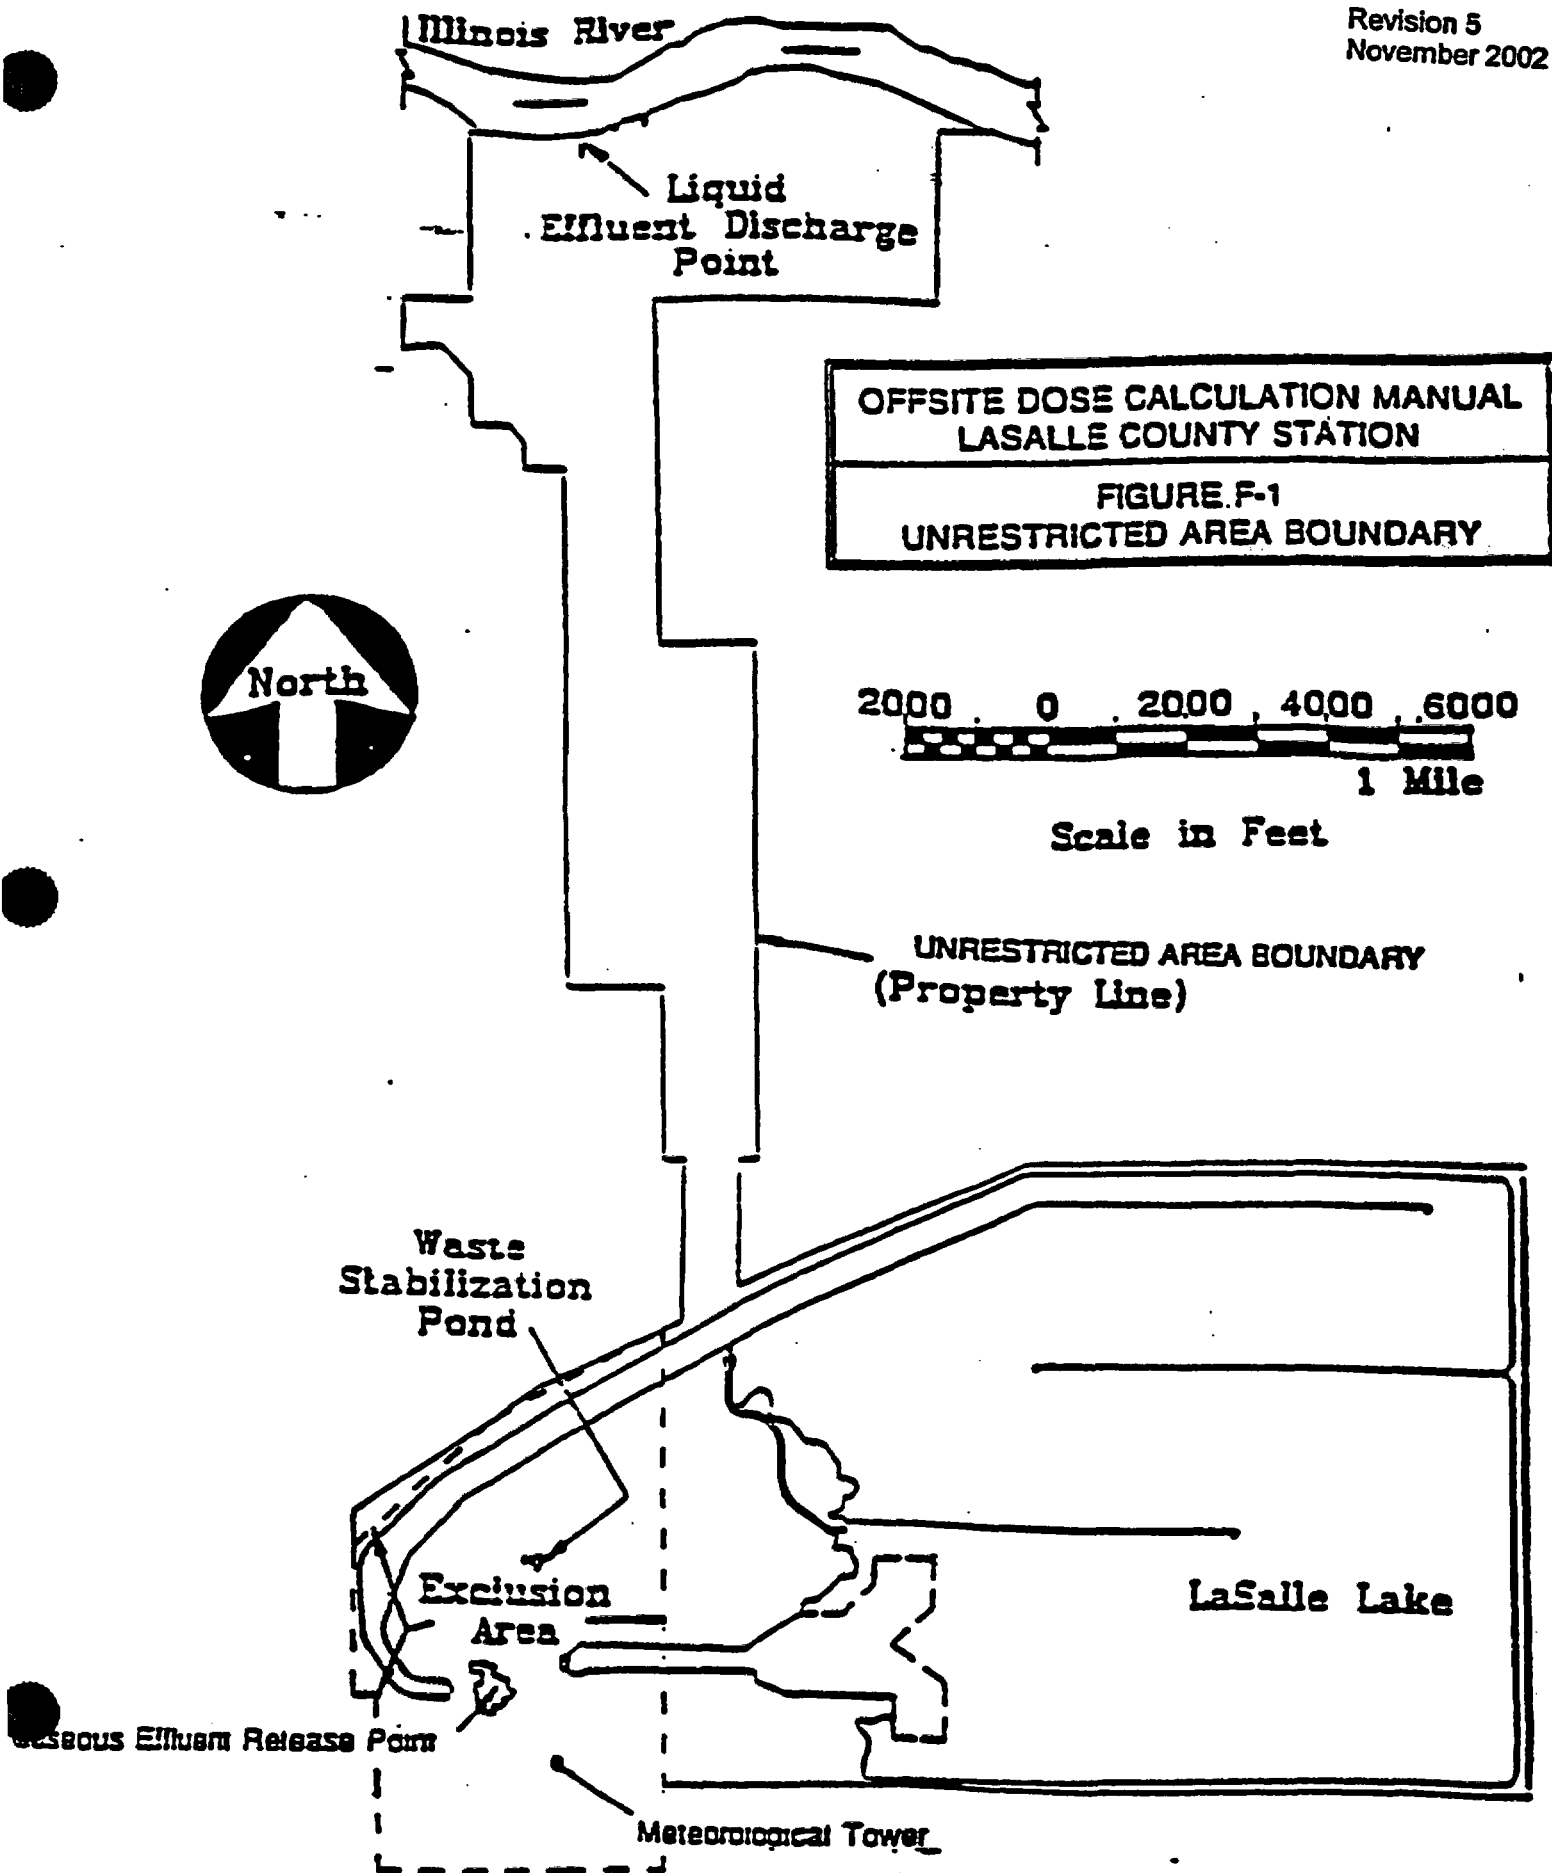 Revision 5
November 2002
Illinois River
Liquid
Effluent Discharge
Point
OFFSITE DOSE CALCULATION MANUAL
LASALLE COUNTY STATION
FIGURE F-1
UNRESTRICTED AREA BOUNDARY
North
2000 0 2000 4000 6000
1 Mile
Scale in Feet
UNRESTRICTED AREA BOUNDARY
(Property Line)
Waste
Stabilization
Pond
Exclusion
Area
LaSalle Lake
Effluent Release Point
Meteorological Tower